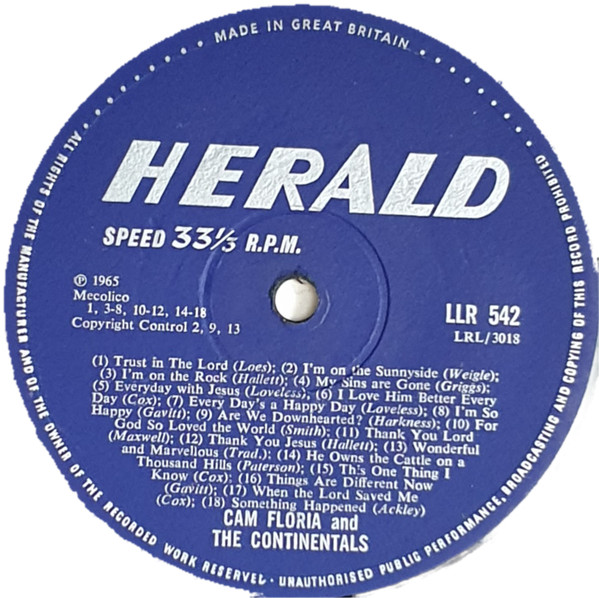 MADE IN GREAT BRITAIN
ALL RIGHTS OF THE MANUFACTURER AND OF THE OWNER OF THE RECORDED WORK RESERVED · UNAUTHORISED PUBLIC PERFORMANCE, BROADCASTING AND COPYING OF THIS RECORD PROHIBITED
HERALD
SPEED 33⅓ R.P.M.
℗ 1965
Mecolico
1, 3-8, 10-12, 14-18
Copyright Control 2, 9, 13
LLR 542
LRL/3018
(1) Trust in The Lord (Loes); (2) I'm on the Sunnyside (Weigle);
(3) I'm on the Rock (Hallett); (4) My Sins are Gone (Griggs);
(5) Everyday with Jesus (Loveless), (6) I Love Him Better Every
Day (Cox); (7) Every Day's a Happy Day (Loveless); (8) I'm So
Happy (Gavitt); (9) Are We Downhearted? (Harkness); (10) For
God So Loved the World (Smith); (11) Thank You Lord
(Maxwell); (12) Thank You Jesus (Hallett); (13) Wonderful
and Marvellous (Trad.); (14) He Owns the Cattle on a
Thousand Hills (Paterson); (15) This One Thing I
Know (Cox); (16) Things Are Different Now
(Gavitt); (17) When the Lord Saved Me
(Cox); (18) Something Happened (Ackley)
CAM FLORIA and
THE CONTINENTALS